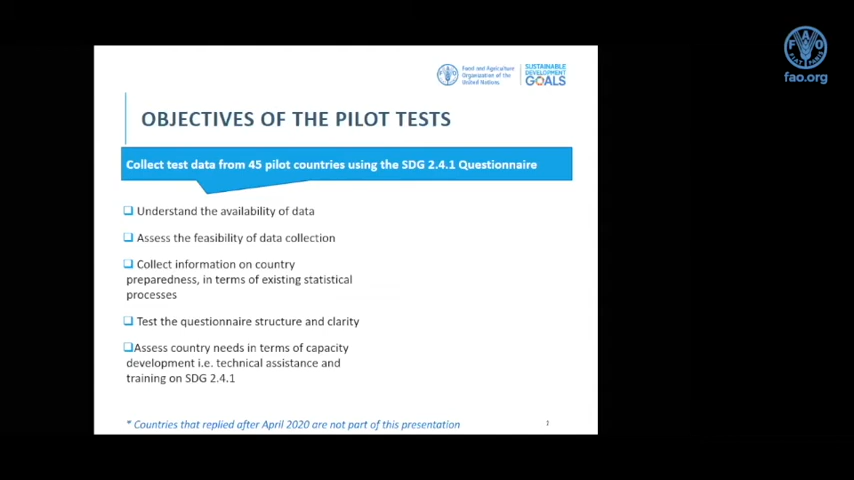 FAO
FIAT PANIS
fao.org
Food and Agriculture
Organization of the
United Nations
SUSTAINABLE
DEVELOPMENT
GOALS
OBJECTIVES OF THE PILOT TESTS
Collect test data from 45 pilot countries using the SDG 2.4.1 Questionnaire
Understand the availability of data
Assess the feasibility of data collection
Collect information on country
preparedness, in terms of existing statistical
processes
Test the questionnaire structure and clarity
Assess country needs in terms of capacity
development i.e. technical assistance and
training on SDG 2.4.1
* Countries that replied after April 2020 are not part of this presentation